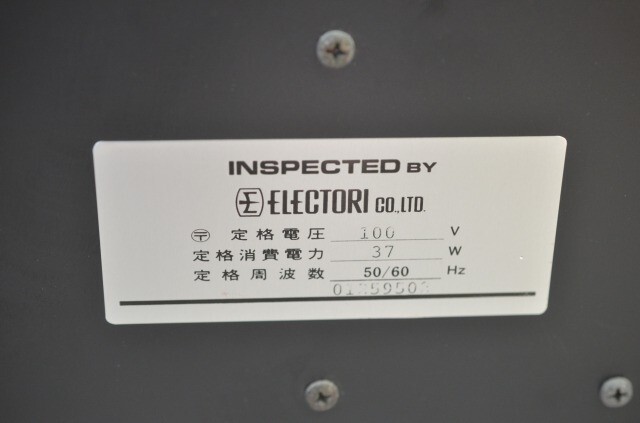 INSPECTED BY
ELECTORI CO.,LTD.
〶 定格電圧 100 V
定格消費電力 37 W
定格周波数 50/60 Hz